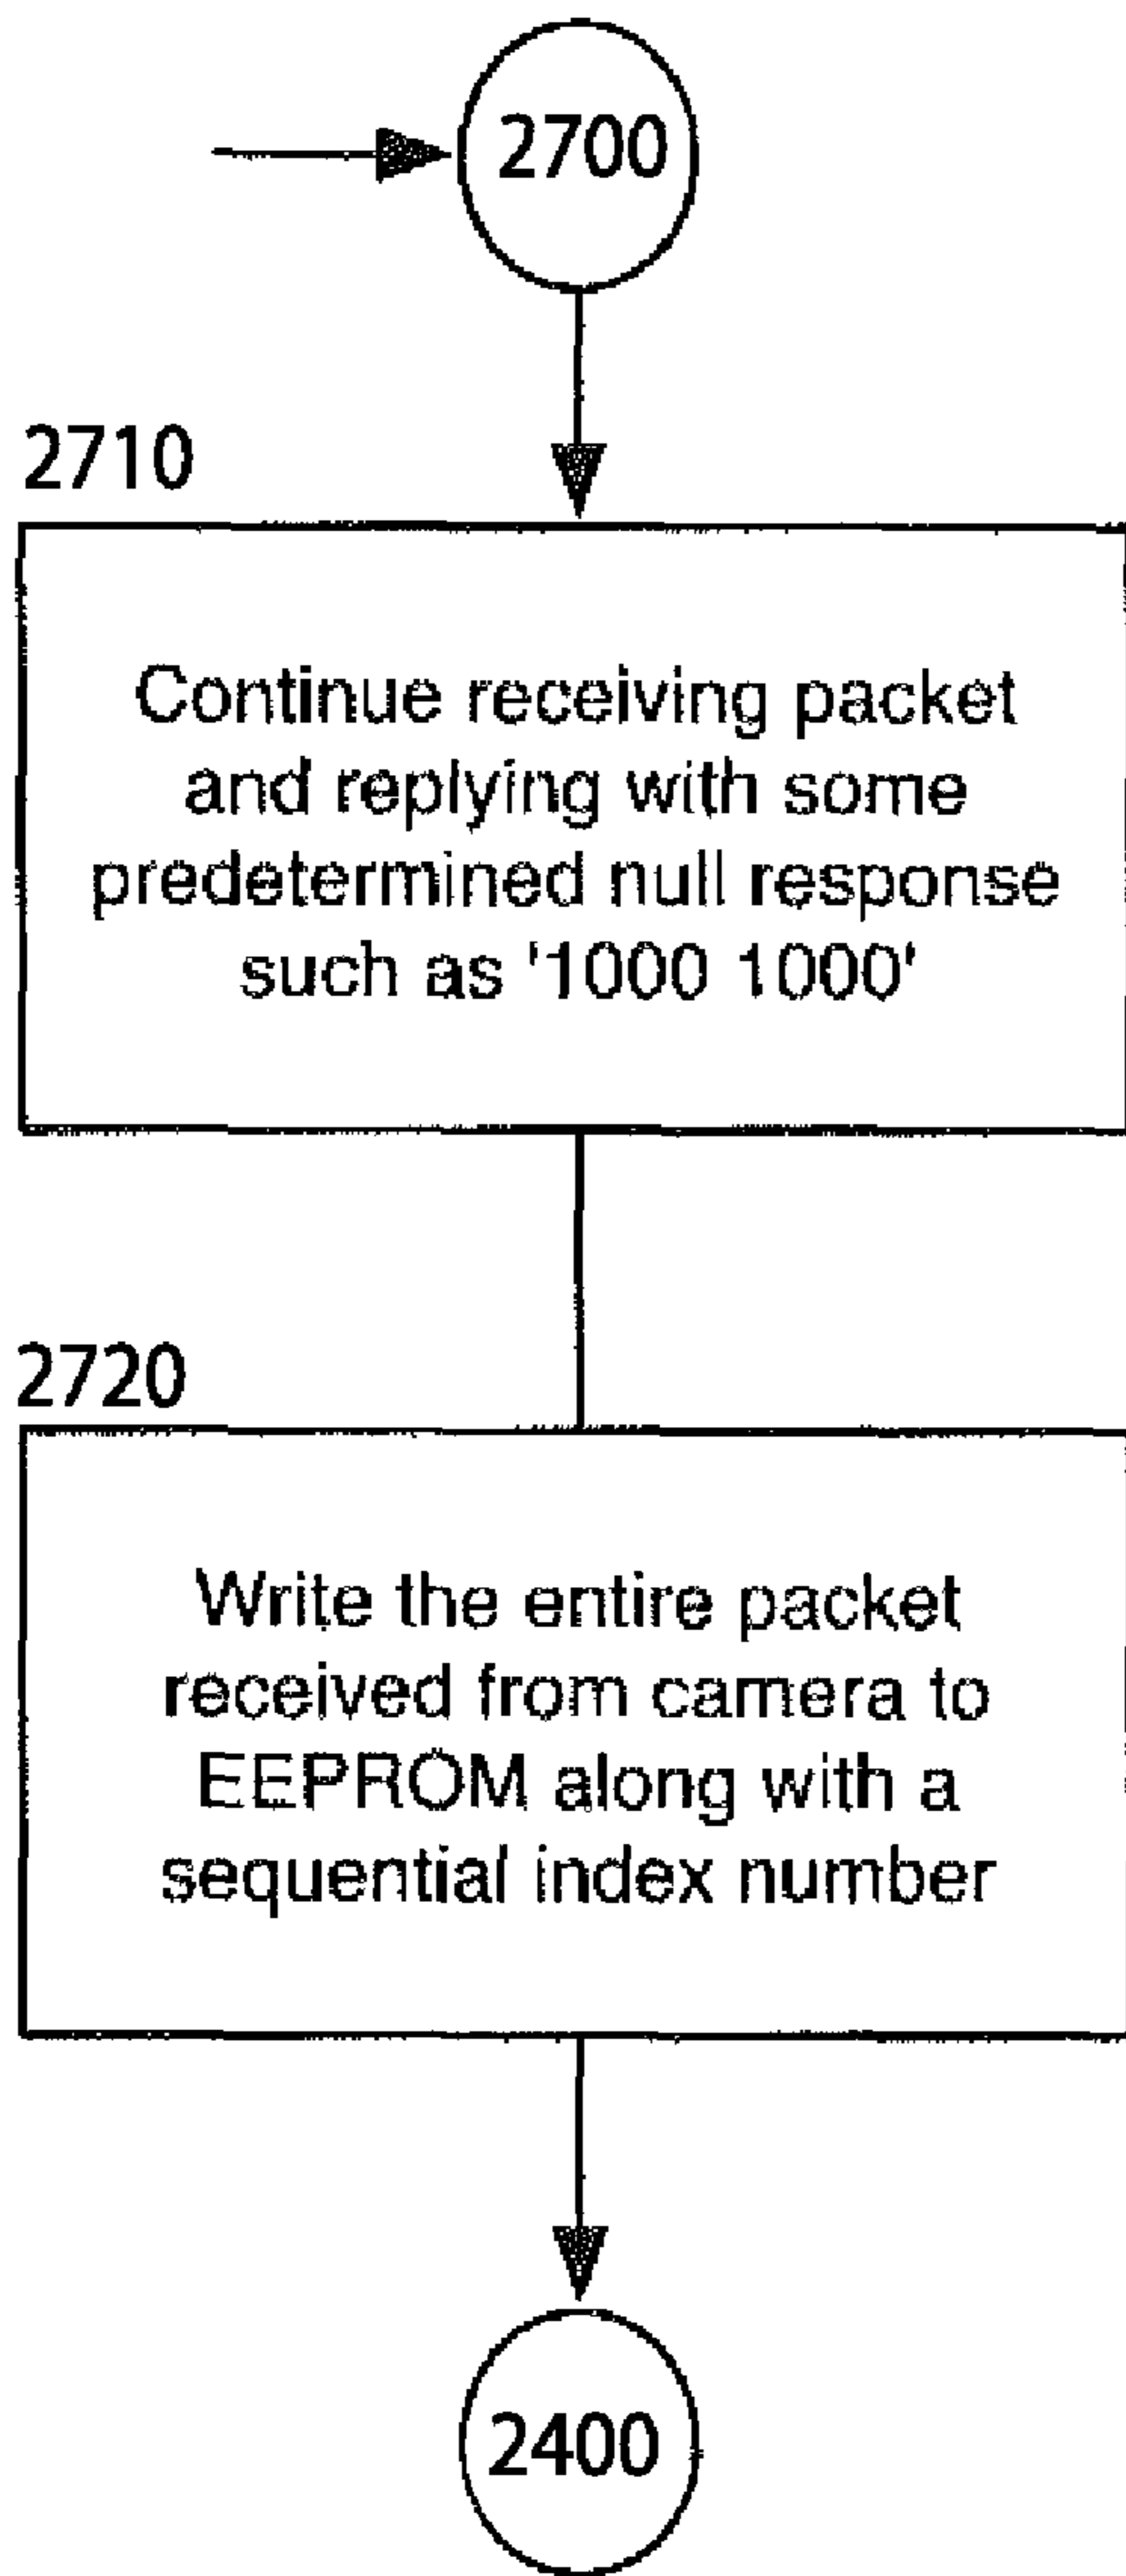 2700
2710
Continue receiving packet
and replying with some
predetermined null response
such as '1000 1000'
2720
Write the entire packet
received from camera to
EEPROM along with a
sequential index number
2400